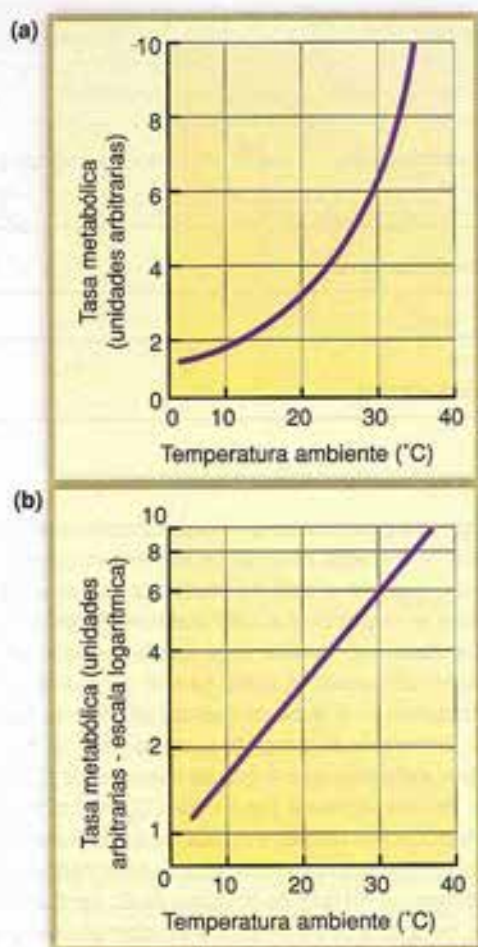 (a)
10
8
6
4
2
0
Tasa metabólica
(unidades arbitrarias)
0 10 20 30 40
Temperatura ambiente (°C)
(b)
10
8
6
4
2
1
Tasa metabólica (unidades
arbitrarias - escala logarítmica)
0 10 20 30 40
Temperatura ambiente (°C)